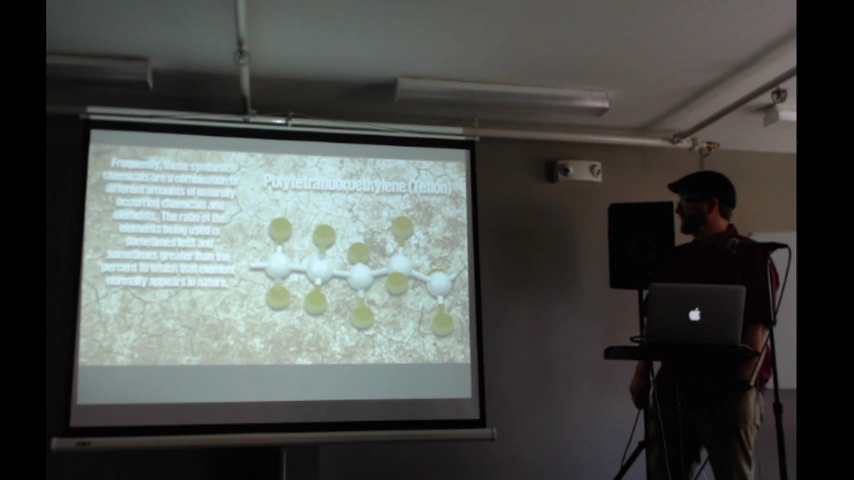 Frequently, these synthetic
chemicals are a combination of
different amounts of naturally
occurring chemicals and
elements. The ratio of the
elements being used is
sometimes less and
sometimes greater than the
percent to which that element
normally appears in nature.
Polytetrafluoroethylene (Teflon)